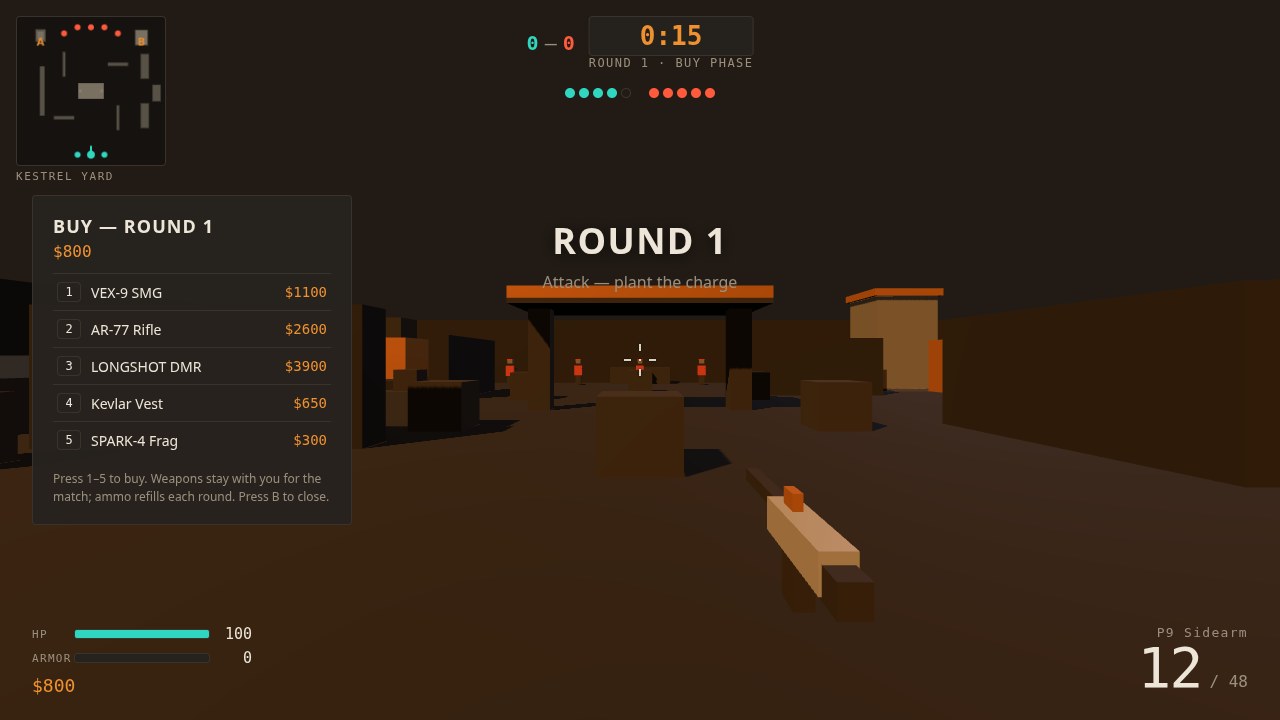 A
B
KESTREL YARD
0 — 0
0:15
ROUND 1 · BUY PHASE
BUY — ROUND 1
$800
1 VEX-9 SMG $1100
2 AR-77 Rifle $2600
3 LONGSHOT DMR $3900
4 Kevlar Vest $650
5 SPARK-4 Frag $300
Press 1–5 to buy. Weapons stay with you for the
match; ammo refills each round. Press B to close.
ROUND 1
Attack — plant the charge
HP 100
ARMOR 0
$800
P9 Sidearm
12 / 48